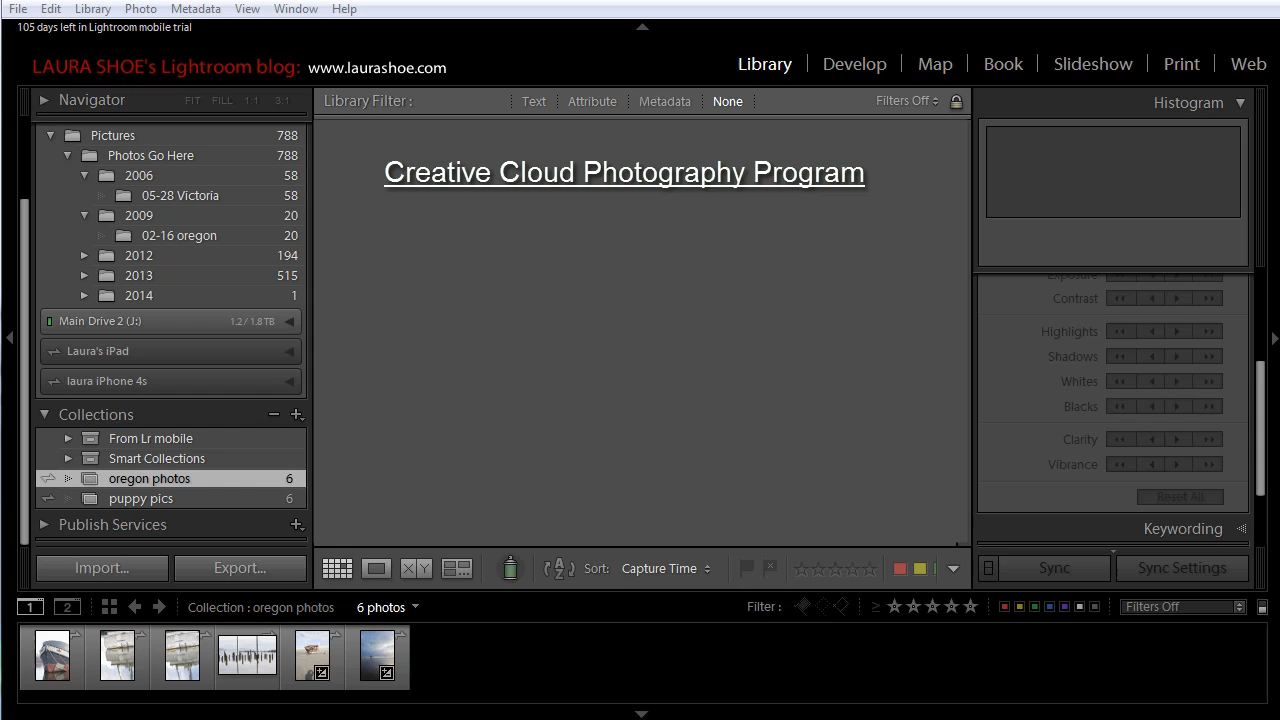 File Edit Library Photo Metadata View Window Help
105 days left in Lightroom mobile trial
LAURA SHOE's Lightroom blog: www.laurashoe.com
Library Develop Map Book Slideshow Print Web
Navigator FIT FILL 1:1 3:1
Library Filter : Text Attribute Metadata None Filters Off
Histogram
Creative Cloud Photography Program
Pictures 788
Photos Go Here 788
2006 58
05-28 Victoria 58
2009 20
02-16 oregon 20
2012 194
2013 515
2014 1
Main Drive 2 (J:) 1.2 / 1.8 TB
Laura's iPad
laura iPhone 4s
Collections
From Lr mobile
Smart Collections
oregon photos 6
puppy pics 6
Publish Services
Import... Export...
Exposure
Contrast
Highlights
Shadows
Whites
Blacks
Clarity
Vibrance
Reset All
Keywording
XY AZ Sort: Capture Time
Sync Sync Settings
1 2 Collection : oregon photos 6 photos
Filter : Filters Off